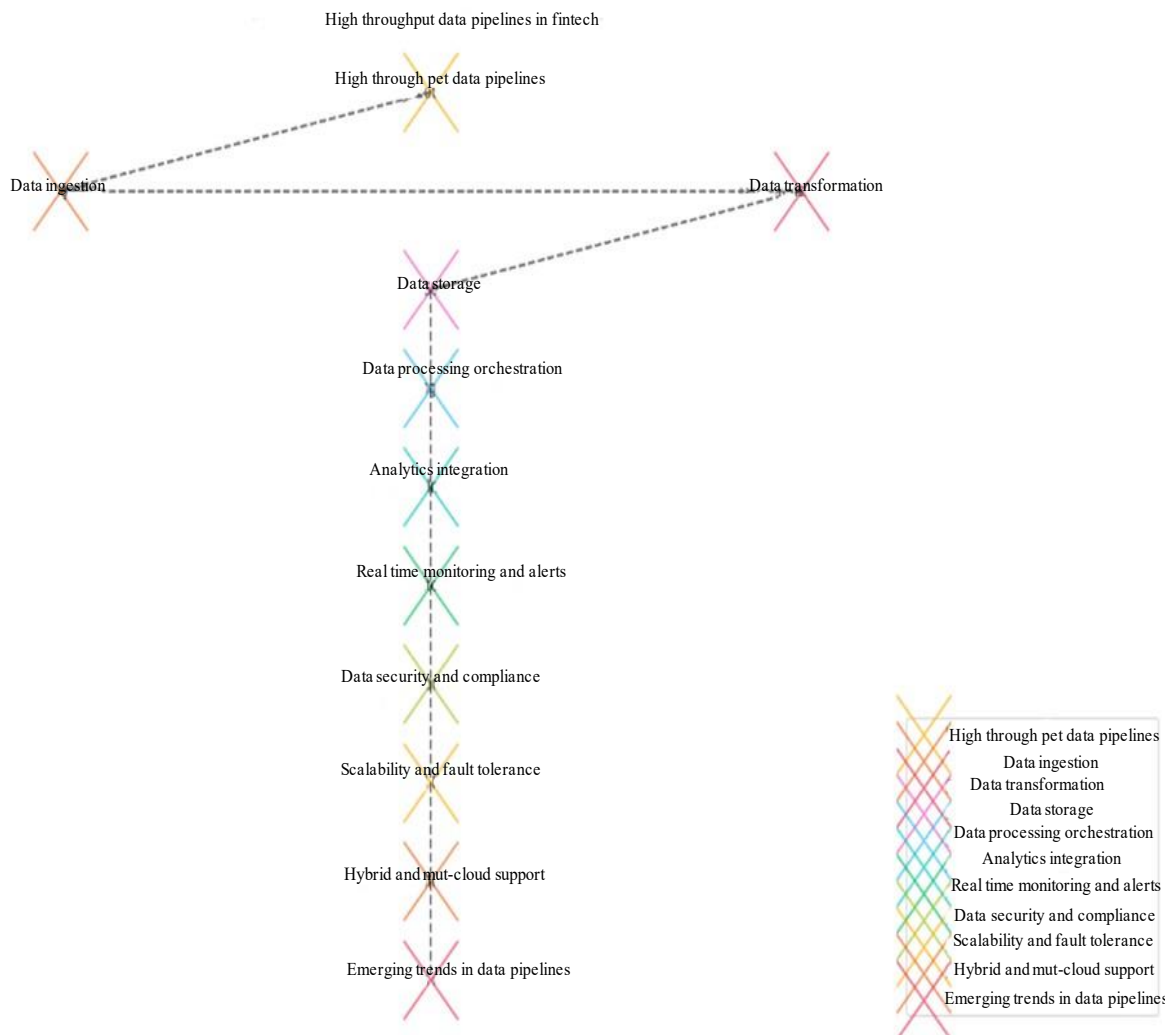 High throughput data pipelines in fintech
High through pet data pipelines
Data ingestion
Data transformation
Data storage
Data processing orchestration
Analytics integration
Real time monitoring and alerts
Data security and compliance
Scalability and fault tolerance
Hybrid and mut-cloud support
Emerging trends in data pipelines
High through pet data pipelines
Data ingestion
Data transformation
Data storage
Data processing orchestration
Analytics integration
Real time monitoring and alerts
Data security and compliance
Scalability and fault tolerance
Hybrid and mut-cloud support
Emerging trends in data pipelines